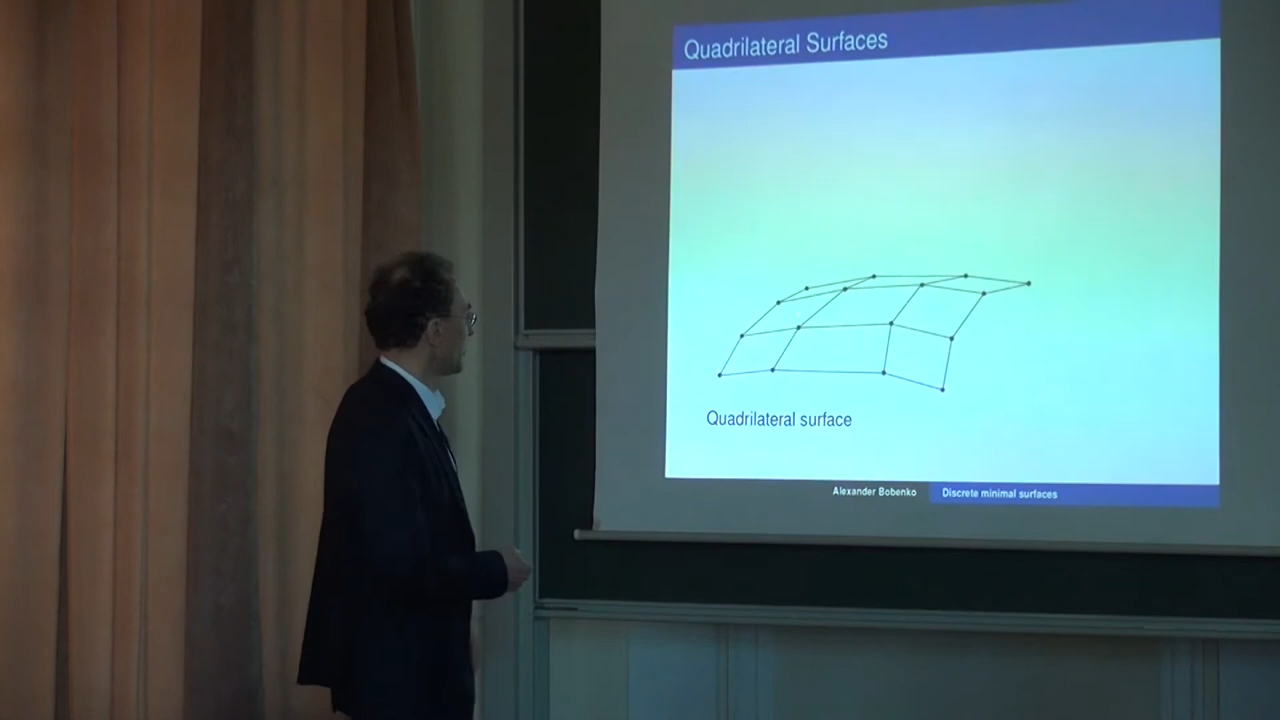 Quadrilateral Surfaces
Quadrilateral surface
Alexander Bobenko
Discrete minimal surfaces